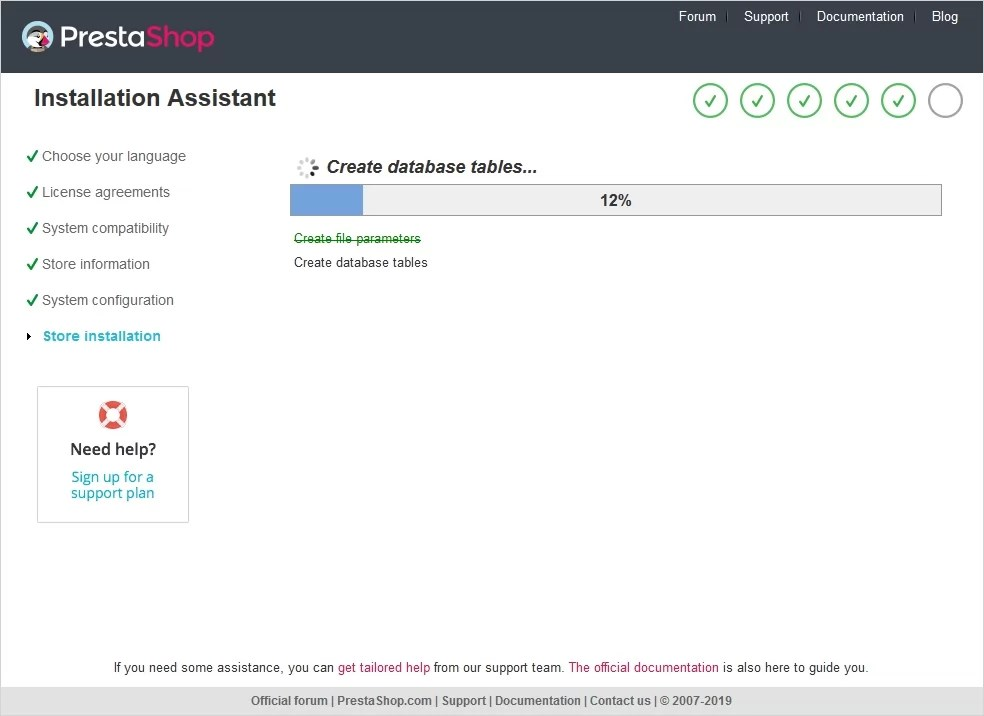 Forum Support Documentation Blog
PrestaShop
Installation Assistant
Choose your language
License agreements
System compatibility
Store information
System configuration
Store installation
Create database tables...
12%
Create file parameters
Create database tables
Need help?
Sign up for a
support plan
If you need some assistance, you can get tailored help from our support team. The official documentation is also here to guide you.
Official forum | PrestaShop.com | Support | Documentation | Contact us | © 2007-2019